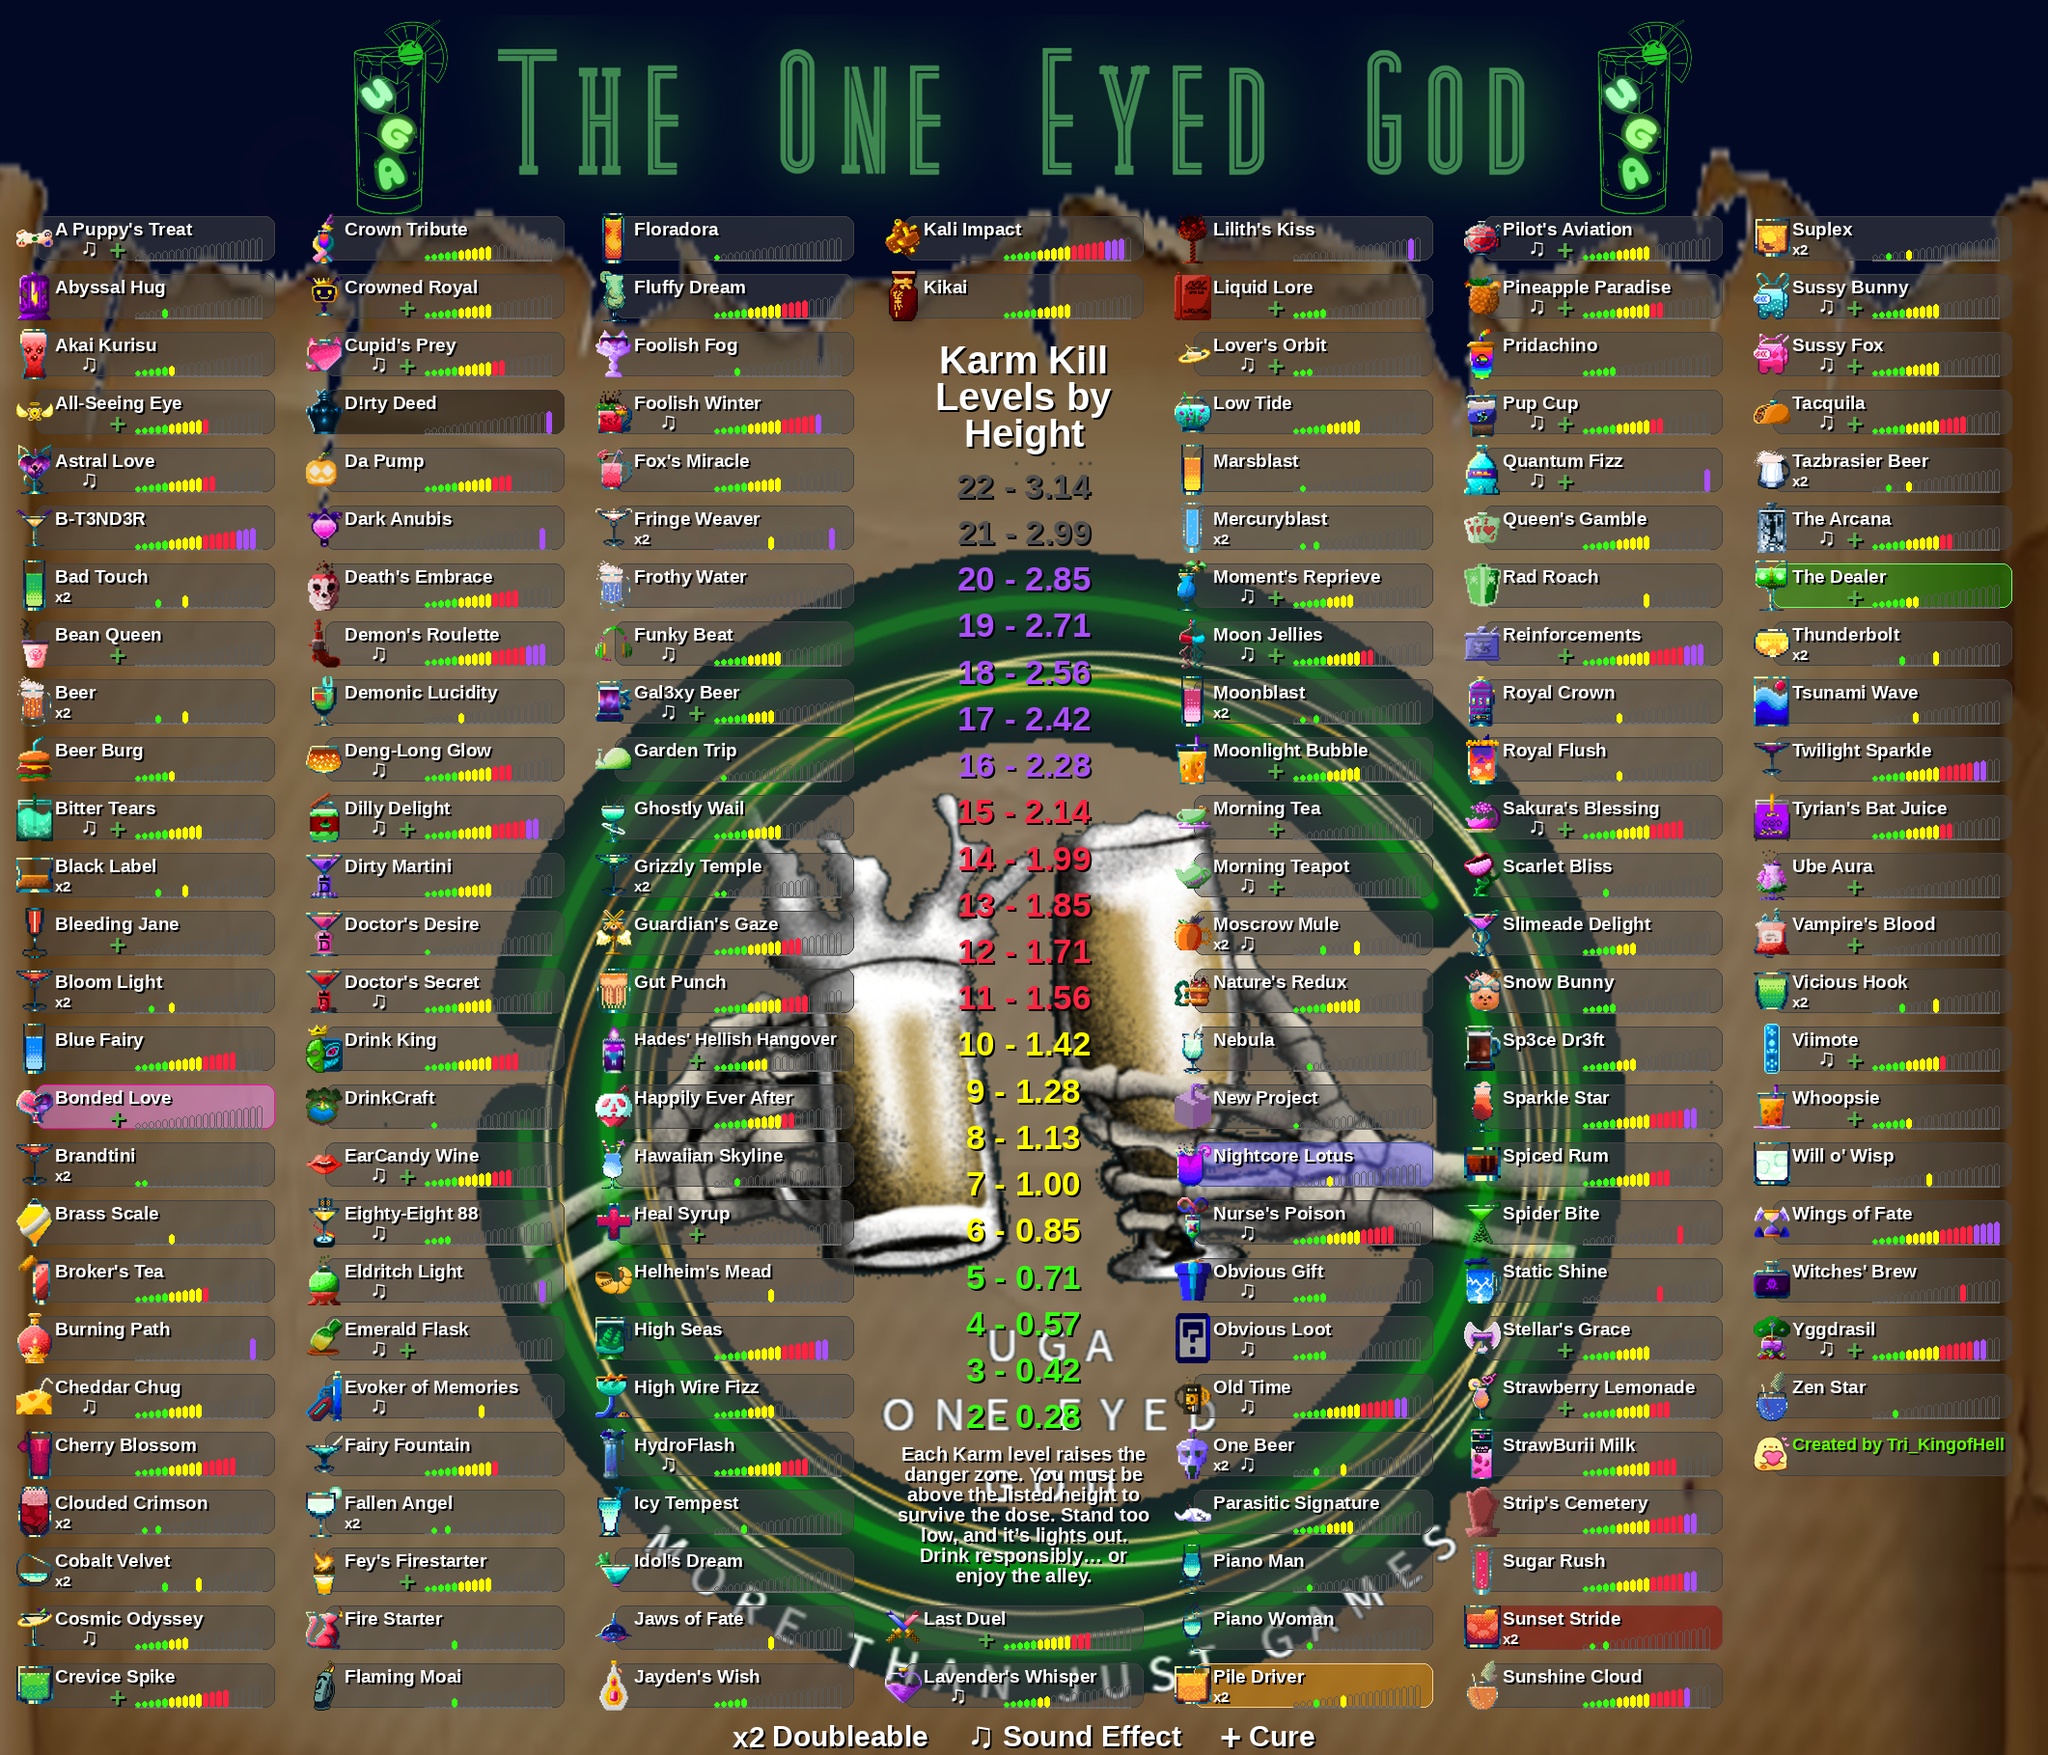 THE ONE EYED GOD
UGA
UGA
A Puppy's Treat
♫ +
Abyssal Hug
Akai Kurisu
♫
All-Seeing Eye
+
Astral Love
♫
B-T3ND3R
Bad Touch
x2
Bean Queen
+
Beer
x2
Beer Burg
Bitter Tears
♫ +
Black Label
x2
Bleeding Jane
+
Bloom Light
x2
Blue Fairy
Bonded Love
+
Brandtini
x2
Brass Scale
Broker's Tea
Burning Path
Cheddar Chug
♫
Cherry Blossom
Clouded Crimson
x2
Cobalt Velvet
x2
Cosmic Odyssey
♫
Crevice Spike
+
Crown Tribute
Crowned Royal
+
Cupid's Prey
♫ +
D!rty Deed
Da Pump
Dark Anubis
Death's Embrace
Demon's Roulette
♫
Demonic Lucidity
Deng-Long Glow
♫
Dilly Delight
♫ +
Dirty Martini
Doctor's Desire
Doctor's Secret
♫
Drink King
DrinkCraft
EarCandy Wine
♫ +
Eighty-Eight 88
Eldritch Light
♫
Emerald Flask
♫ +
Evoker of Memories
♫
Fairy Fountain
Fallen Angel
x2
Fey's Firestarter
+
Fire Starter
Flaming Moai
Floradora
Fluffy Dream
Foolish Fog
Foolish Winter
♫
Fox's Miracle
Fringe Weaver
x2
Frothy Water
Funky Beat
♫
Gal3xy Beer
♫ +
Garden Trip
Ghostly Wail
Grizzly Temple
x2
Guardian's Gaze
Gut Punch
Hades' Hellish Hangover
+
Happily Ever After
Hawaiian Skyline
Heal Syrup
+
Helheim's Mead
High Seas
High Wire Fizz
HydroFlash
♫
Icy Tempest
Idol's Dream
Jaws of Fate
Jayden's Wish
Kali Impact
Kikai
Karm Kill
Levels by
Height
22 - 3.14
21 - 2.99
20 - 2.85
19 - 2.71
18 - 2.56
17 - 2.42
16 - 2.28
15 - 2.14
14 - 1.99
13 - 1.85
12 - 1.71
11 - 1.56
10 - 1.42
9 - 1.28
8 - 1.13
7 - 1.00
6 - 0.85
5 - 0.71
4 - 0.57
3 - 0.42
2 - 0.28
UGA
ONE EYED
GOD
MORE THAN JUST GAMES
Each Karm level raises the
danger zone. You must be
above the listed height to
survive the dose. Stand too
low, and it's lights out.
Drink responsibly... or
enjoy the alley.
Last Duel
+
Lavender's Whisper
♫
Lilith's Kiss
Liquid Lore
+
Lover's Orbit
♫ +
Low Tide
Marsblast
Mercuryblast
x2
Moment's Reprieve
♫ +
Moon Jellies
♫ +
Moonblast
x2
Moonlight Bubble
+
Morning Tea
+
Morning Teapot
♫ +
Moscrow Mule
x2 ♫
Nature's Redux
Nebula
New Project
Nightcore Lotus
Nurse's Poison
♫
Obvious Gift
♫
Obvious Loot
♫
Old Time
♫
One Beer
x2 ♫
Parasitic Signature
Piano Man
Piano Woman
Pile Driver
x2
Pilot's Aviation
♫ +
Pineapple Paradise
♫ +
Pridachino
Pup Cup
♫ +
Quantum Fizz
♫ +
Queen's Gamble
Rad Roach
Reinforcements
+
Royal Crown
Royal Flush
Sakura's Blessing
♫ +
Scarlet Bliss
Slimeade Delight
Snow Bunny
Sp3ce Dr3ft
Sparkle Star
Spiced Rum
Spider Bite
Static Shine
Stellar's Grace
+
Strawberry Lemonade
+
StrawBurii Milk
Strip's Cemetery
Sugar Rush
Sunset Stride
x2
Sunshine Cloud
Suplex
x2
Sussy Bunny
♫ +
Sussy Fox
♫ +
Tacquila
♫ +
Tazbrasier Beer
x2
The Arcana
♫ +
The Dealer
+
Thunderbolt
x2
Tsunami Wave
Twilight Sparkle
Tyrian's Bat Juice
Ube Aura
+
Vampire's Blood
+
Vicious Hook
x2
Viimote
♫ +
Whoopsie
+
Will o' Wisp
Wings of Fate
Witches' Brew
Yggdrasil
♫ +
Zen Star
Created by Tri_KingofHell
x2 Doubleable ♫ Sound Effect + Cure